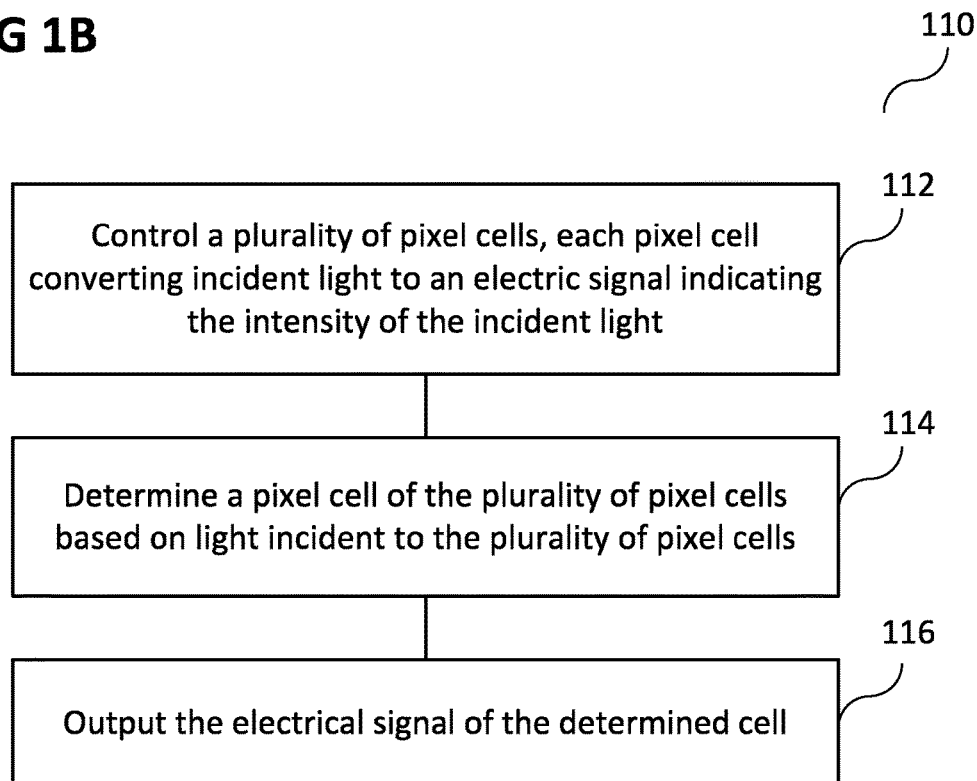 G 1B
110
112
Control a plurality of pixel cells, each pixel cell
converting incident light to an electric signal indicating
the intensity of the incident light
114
Determine a pixel cell of the plurality of pixel cells
based on light incident to the plurality of pixel cells
116
Output the electrical signal of the determined cell